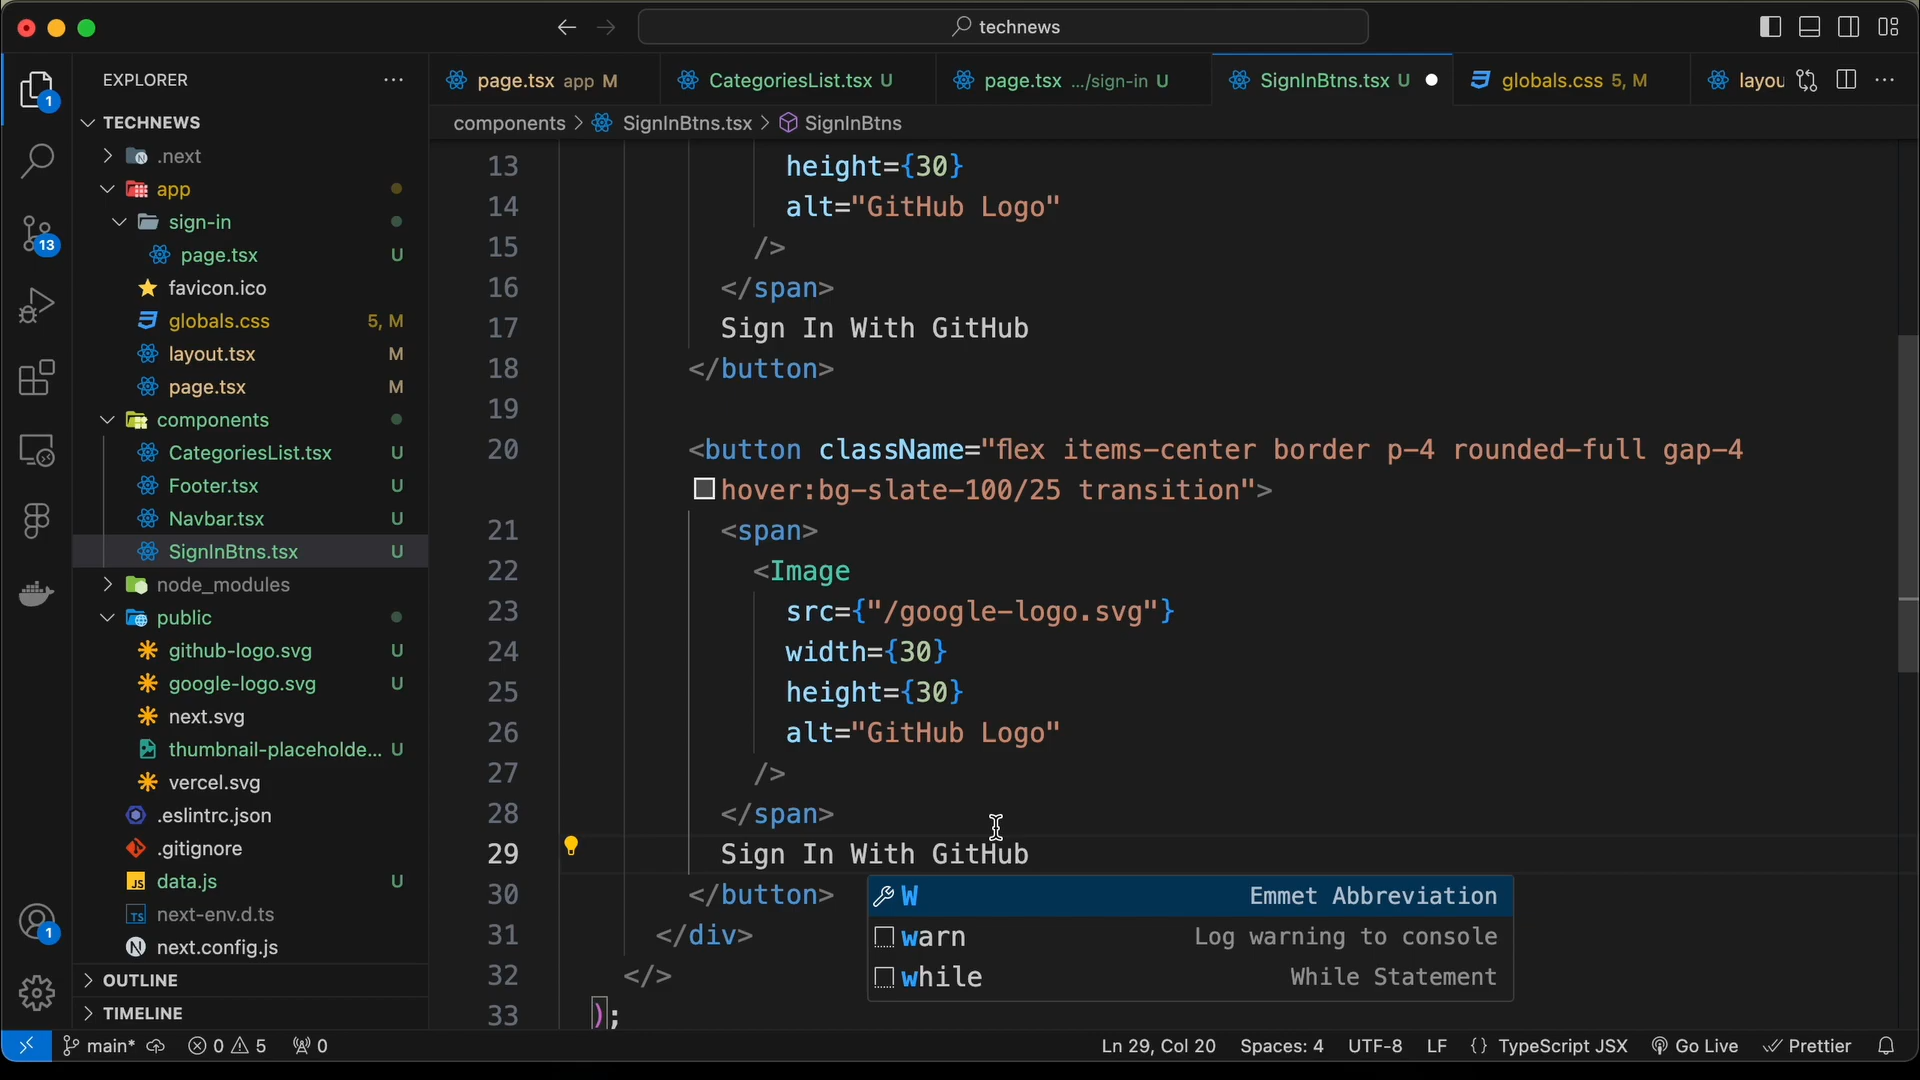 technews
EXPLORER
TECHNEWS
.next
app
sign-in
page.tsx U
favicon.ico
globals.css 5, M
layout.tsx M
page.tsx M
components
CategoriesList.tsx U
Footer.tsx U
Navbar.tsx U
SignInBtns.tsx U
node_modules
public
github-logo.svg U
google-logo.svg U
next.svg
thumbnail-placeholde... U
vercel.svg
.eslintrc.json
.gitignore
data.js U
next-env.d.ts
next.config.js
OUTLINE
TIMELINE
1
13
1
page.tsx app M
CategoriesList.tsx U
page.tsx .../sign-in U
SignInBtns.tsx U
globals.css 5, M
layou
components > SignInBtns.tsx > SignInBtns
13 height={30}
14 alt="GitHub Logo"
15 />
16 </span>
17 Sign In With GitHub
18 </button>
19
20 <button className="flex items-center border p-4 rounded-full gap-4
hover:bg-slate-100/25 transition">
21 <span>
22 <Image
23 src={"/google-logo.svg"}
24 width={30}
25 height={30}
26 alt="GitHub Logo"
27 />
28 </span>
29 Sign In With GitHub
30 </button>
31 </div>
32 </>
33 );
W Emmet Abbreviation
warn Log warning to console
while While Statement
main* 0 5 0
Ln 29, Col 20 Spaces: 4 UTF-8 LF {} TypeScript JSX Go Live Prettier